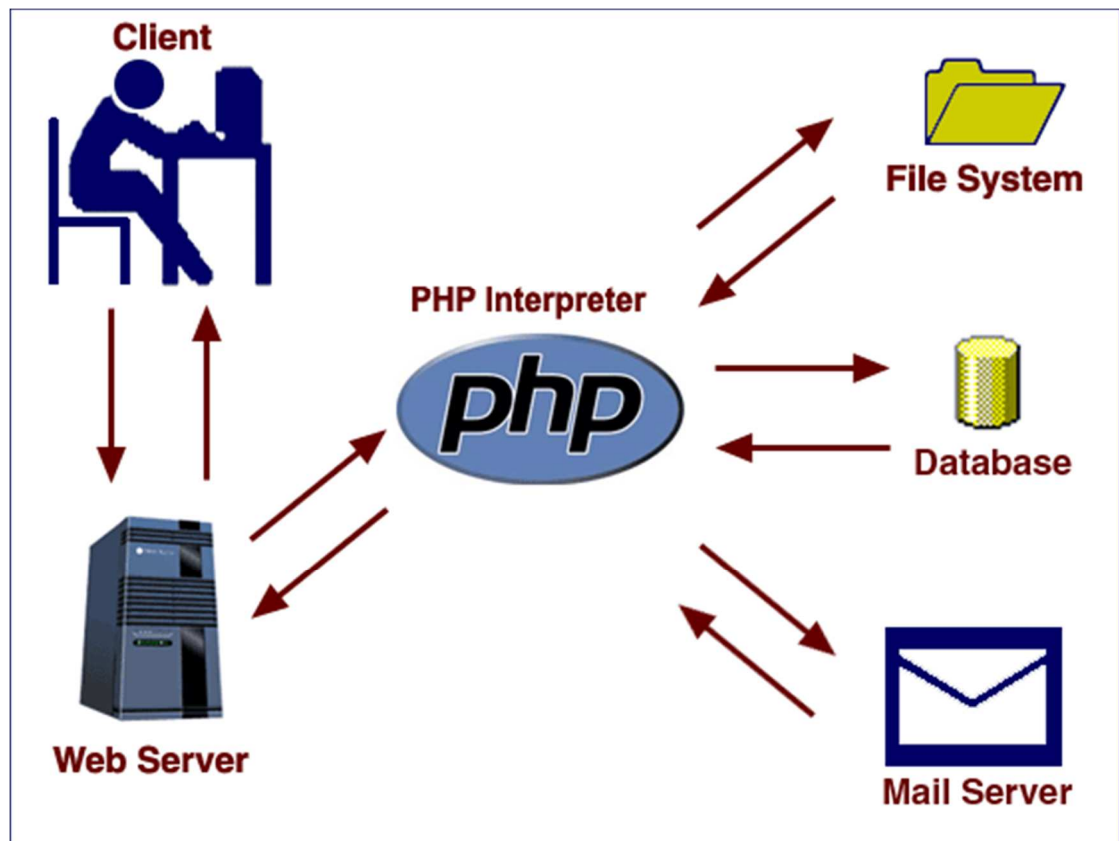 Client
File System
PHP Interpreter
php
Database
Web Server
Mail Server